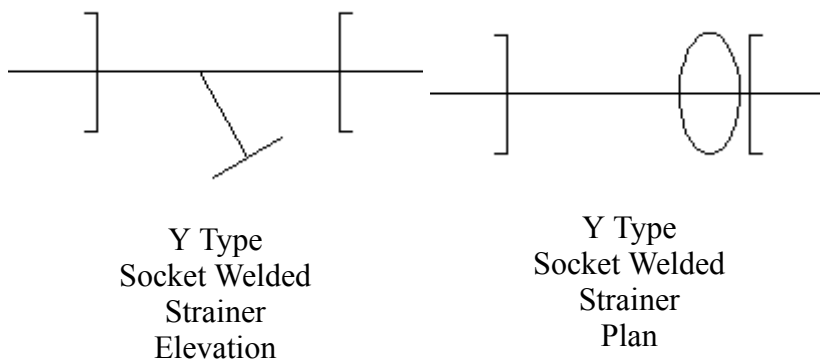 Y Type
Socket Welded
Strainer
Elevation
Y Type
Socket Welded
Strainer
Plan